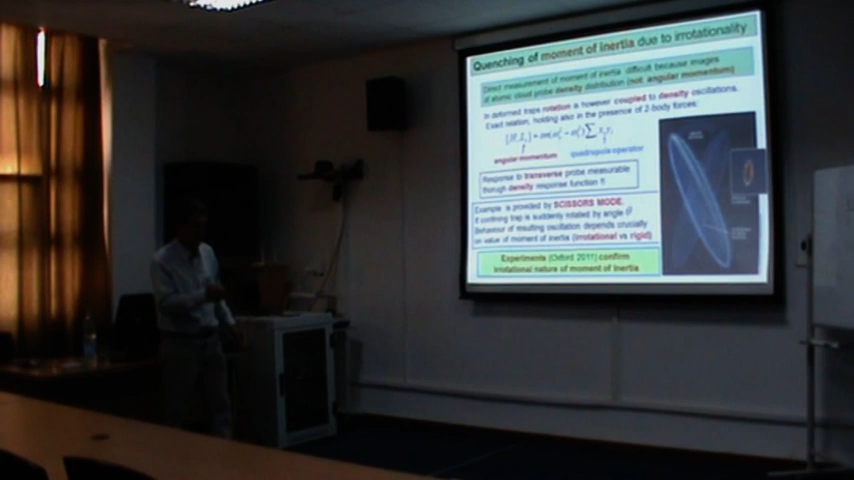 Quenching of moment of inertia due to irrotationality
Direct measurement of moment of inertia difficult because images
of atomic cloud probe density distribution (not angular momentum)
In deformed traps rotation is however coupled to density oscillations.
Exact relation, holding also in the presence of 2-body forces:
angular momentum quadrupole operator
Response to transverse probe measurable
thorugh density response function !!
Example is provided by SCISSORS MODE.
If confining trap is suddenly rotated by angle θ
Behaviour of resulting oscillation depends crucially
on value of moment of inertia (irrotational vs rigid)
Experiments (Oxford 2011) confirm
irrotational nature of moment of inertia